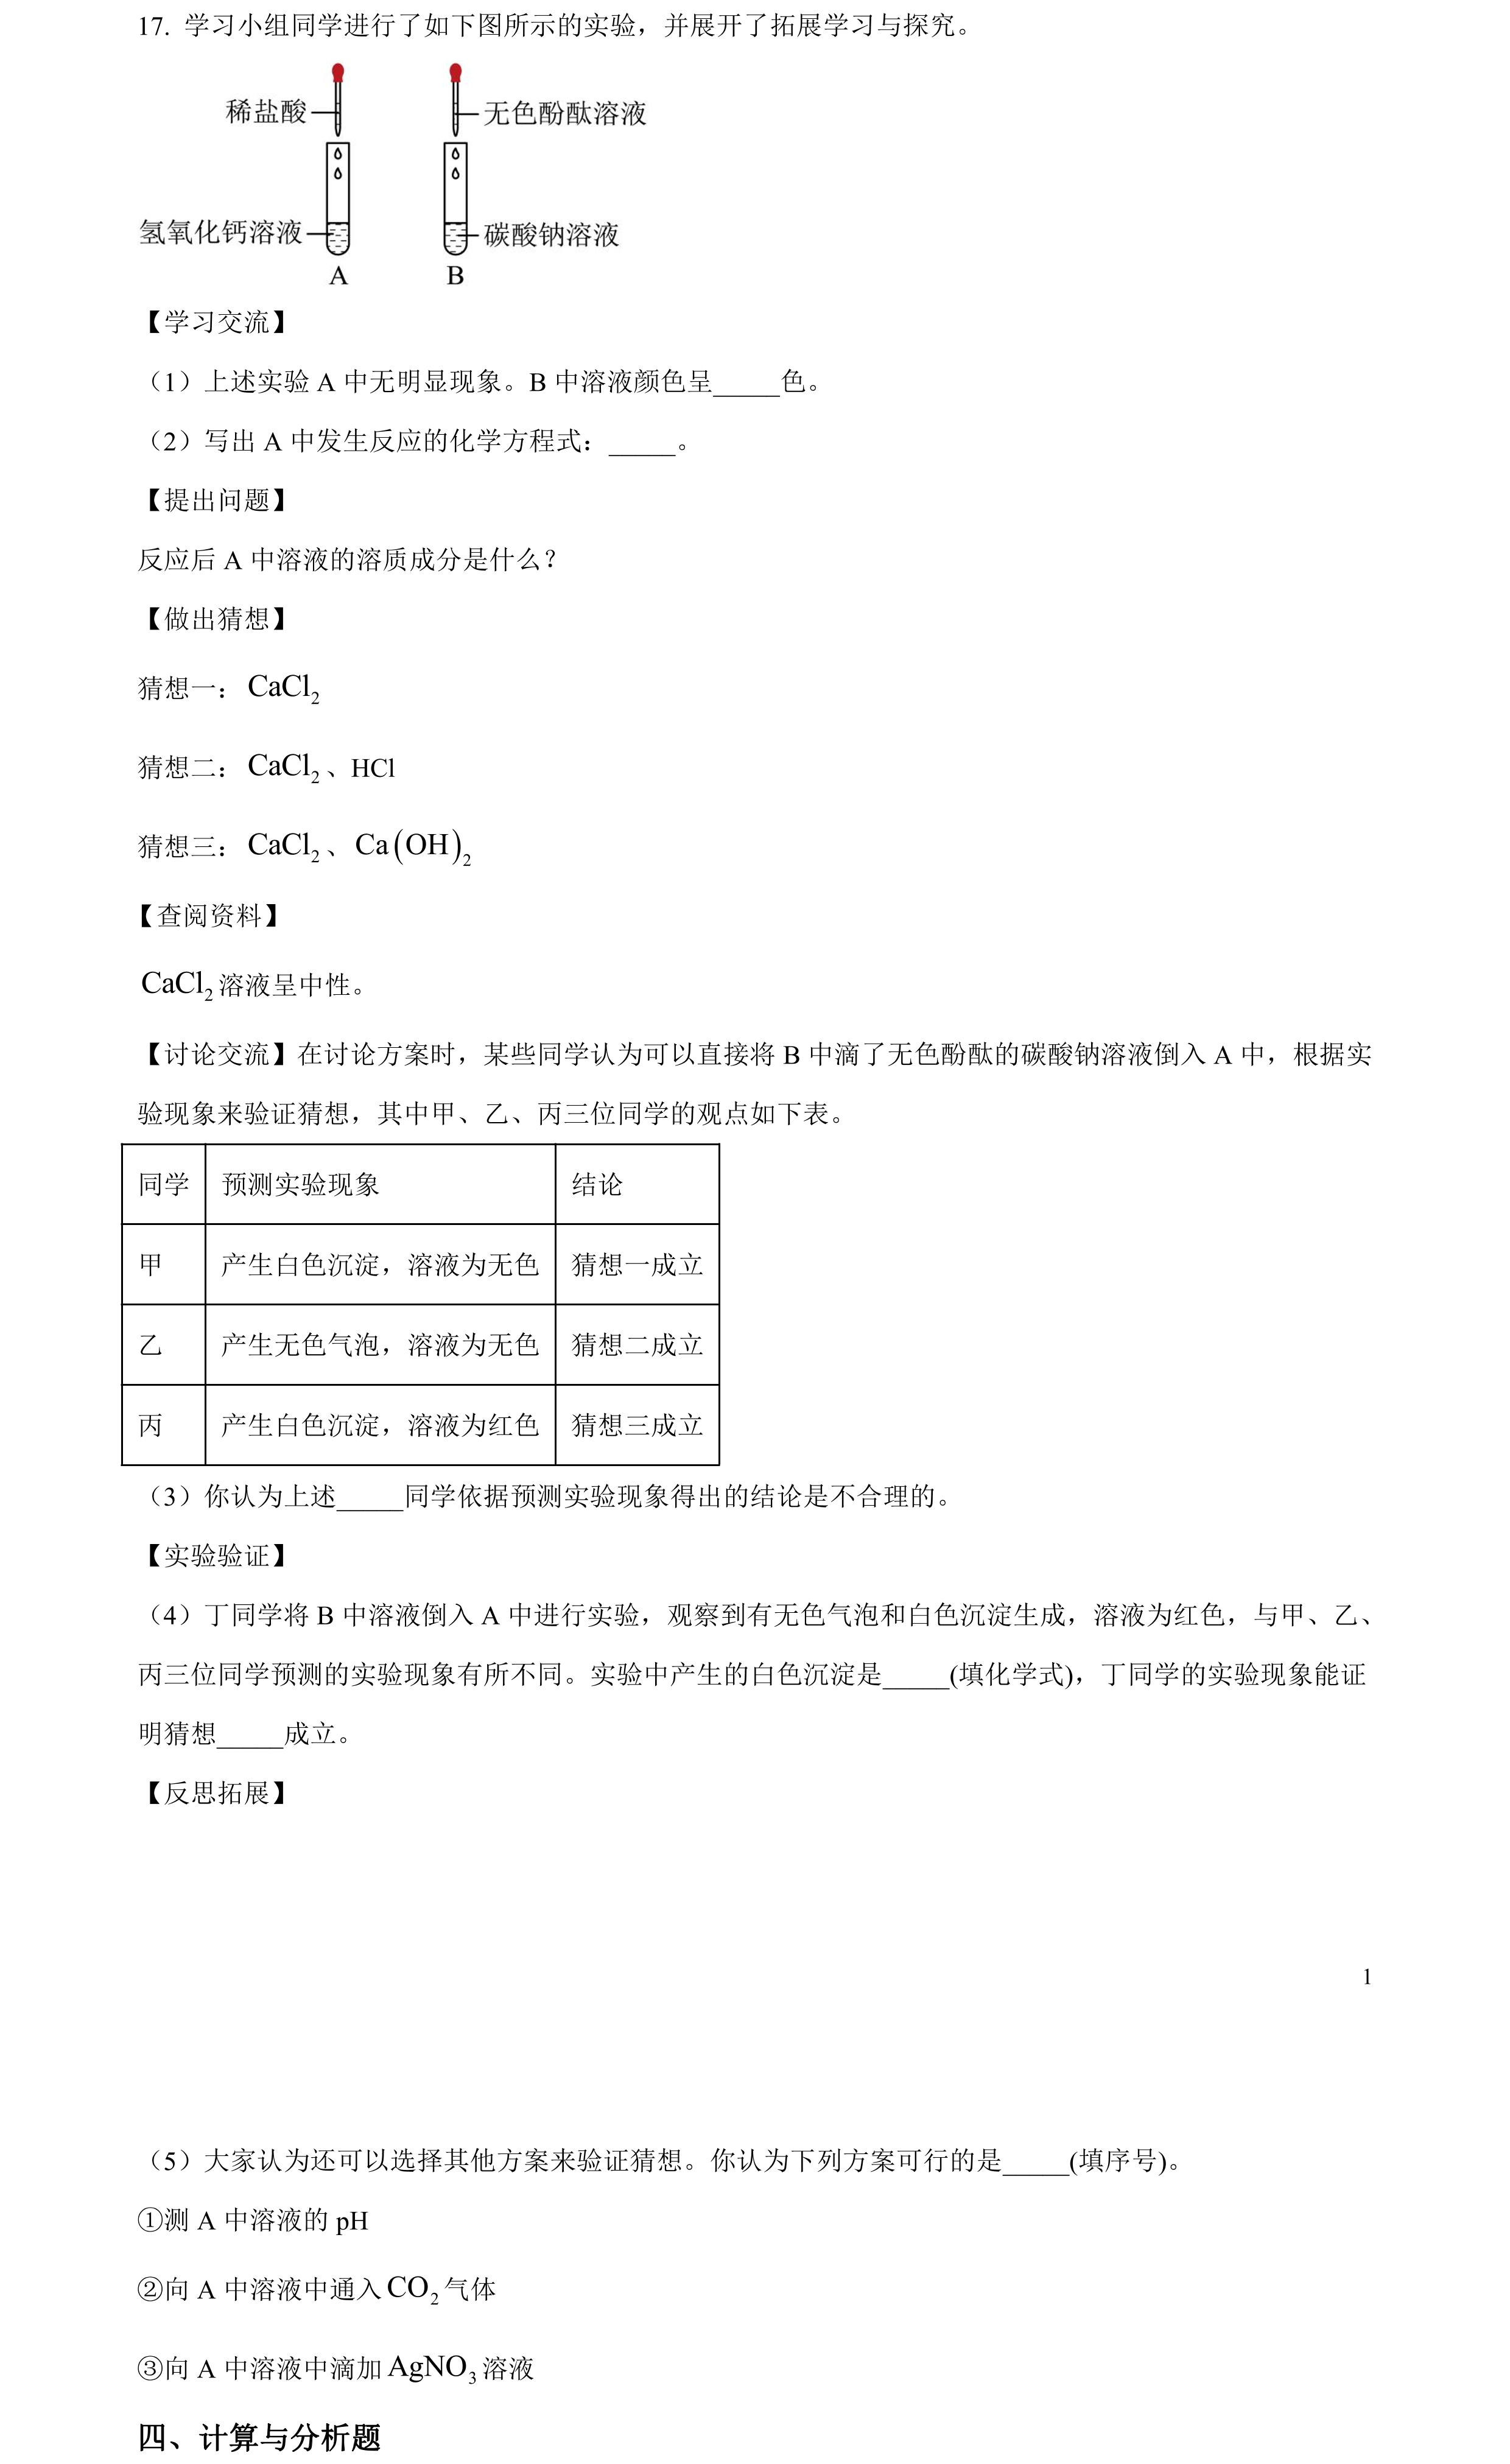 17. 学习小组同学进行了如下图所示的实验，并展开了拓展学习与探究。
稀盐酸
无色酚酞溶液
氢氧化钙溶液
碳酸钠溶液
A
B
【学习交流】
（1）上述实验 A 中无明显现象。B 中溶液颜色呈_____色。
（2）写出 A 中发生反应的化学方程式：_____。
【提出问题】
反应后 A 中溶液的溶质成分是什么？
【做出猜想】
猜想一：CaCl₂
猜想二：CaCl₂、HCl
猜想三：CaCl₂、Ca(OH)₂
【查阅资料】
CaCl₂溶液呈中性。
【讨论交流】在讨论方案时，某些同学认为可以直接将 B 中滴了无色酚酞的碳酸钠溶液倒入 A 中，根据实
验现象来验证猜想，其中甲、乙、丙三位同学的观点如下表。
同学 预测实验现象 结论
甲 产生白色沉淀，溶液为无色 猜想一成立
乙 产生无色气泡，溶液为无色 猜想二成立
丙 产生白色沉淀，溶液为红色 猜想三成立
（3）你认为上述_____同学依据预测实验现象得出的结论是不合理的。
【实验验证】
（4）丁同学将 B 中溶液倒入 A 中进行实验，观察到有无色气泡和白色沉淀生成，溶液为红色，与甲、乙、
丙三位同学预测的实验现象有所不同。实验中产生的白色沉淀是_____(填化学式)，丁同学的实验现象能证
明猜想_____成立。
【反思拓展】
1
（5）大家认为还可以选择其他方案来验证猜想。你认为下列方案可行的是_____(填序号)。
①测 A 中溶液的 pH
②向 A 中溶液中通入CO₂气体
③向 A 中溶液中滴加AgNO₃溶液
四、计算与分析题